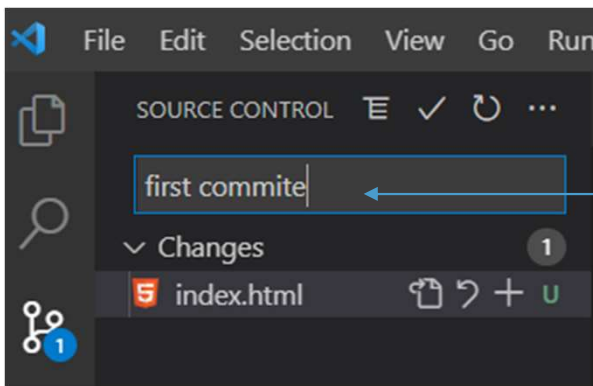 File Edit Selection View Go Run
SOURCE CONTROL
first commite
Changes 1
index.html U
1